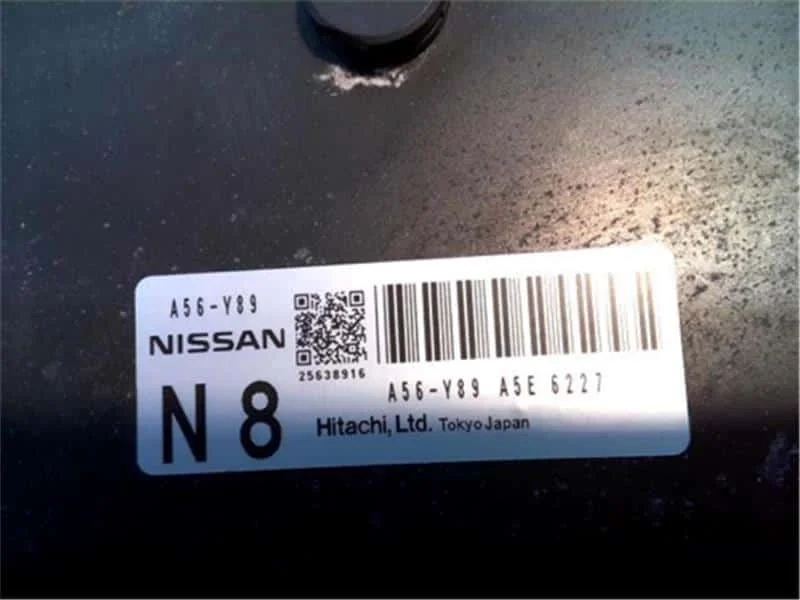 A56-Y89
NISSAN
25638916
N 8
A56-Y89 A5E 6227
Hitachi, Ltd. Tokyo Japan